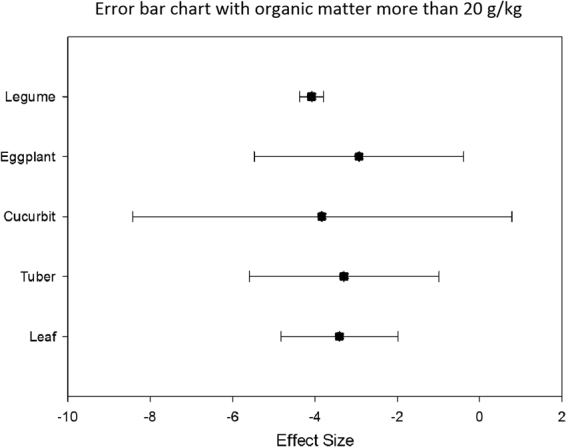 Error bar chart with organic matter more than 20 g/kg
Legume
Eggplant
Cucurbit
Tuber
Leaf
-10 -8 -6 -4 -2 0 2
Effect Size